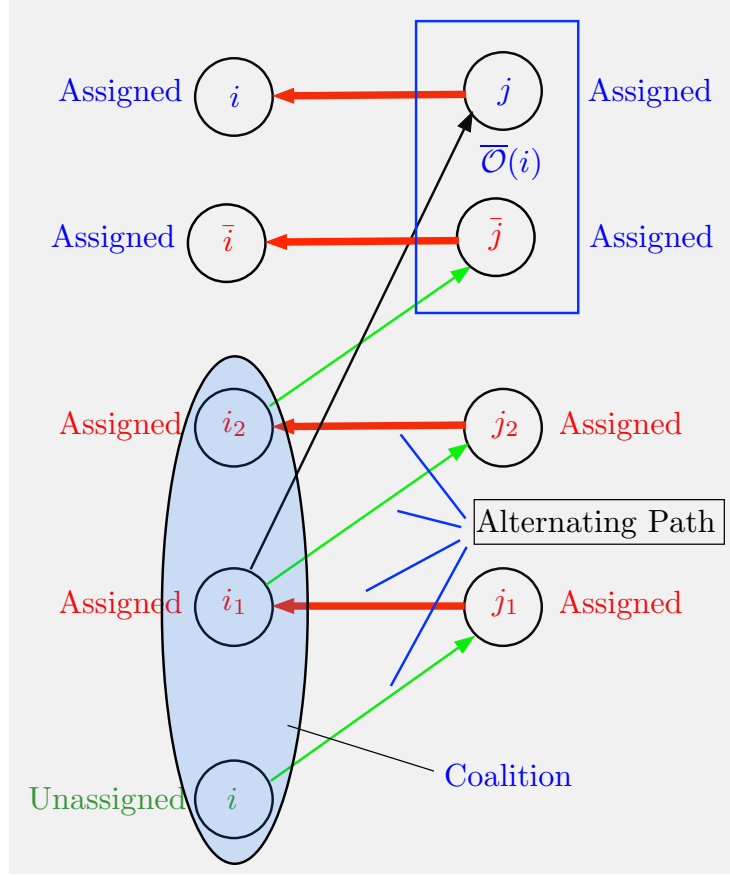 Assigned i j Assigned
𝒪̅(i)
Assigned ī j̄ Assigned
Assigned i₂ j₂ Assigned
Alternating Path
Assigned i₁ j₁ Assigned
Coalition
Unassigned i